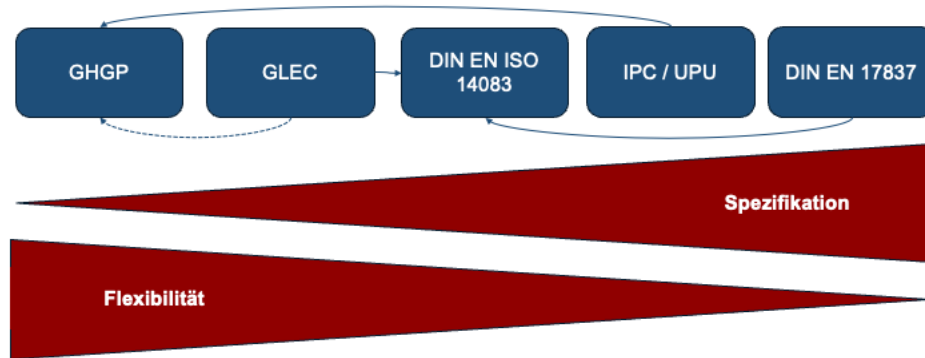 GHGP
GLEC
DIN EN ISO
14083
IPC / UPU
DIN EN 17837
Spezifikation
Flexibilität